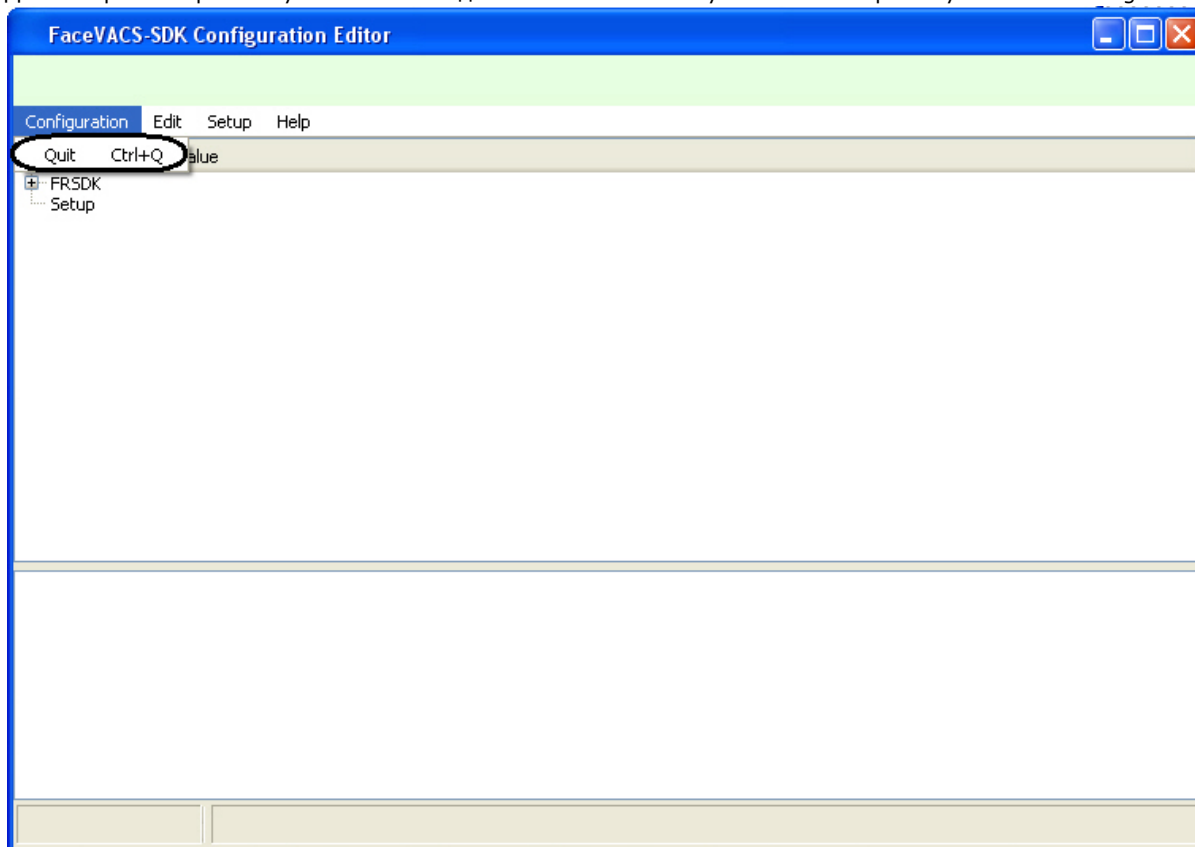 FaceVACS-SDK Configuration Editor
Configuration Edit Setup Help
Quit Ctrl+Q alue
FRSDK
Setup